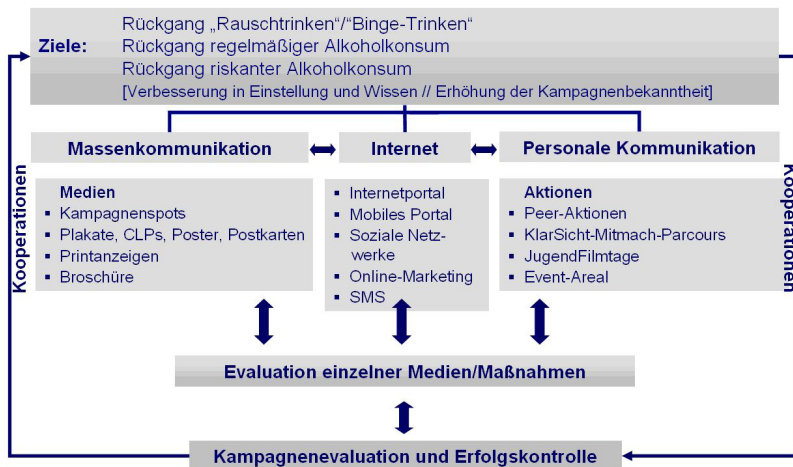 Rückgang „Rauschtrinken“/“Binge-Trinken“
Ziele: Rückgang regelmäßiger Alkoholkonsum
Rückgang riskanter Alkoholkonsum
[Verbesserung in Einstellung und Wissen // Erhöhung der Kampagnenbekanntheit]
Kooperationen
Massenkommunikation
Medien
▪ Kampagnenspots
▪ Plakate, CLPs, Poster, Postkarten
▪ Printanzeigen
▪ Broschüre
Internet
▪ Internetportal
▪ Mobiles Portal
▪ Soziale Netz-
werke
▪ Online-Marketing
▪ SMS
Personale Kommunikation
Aktionen
▪ Peer-Aktionen
▪ KlarSicht-Mitmach-Parcours
▪ JugendFilmtage
▪ Event-Areal
Kooperationen
Evaluation einzelner Medien/Maßnahmen
Kampagnenevaluation und Erfolgskontrolle